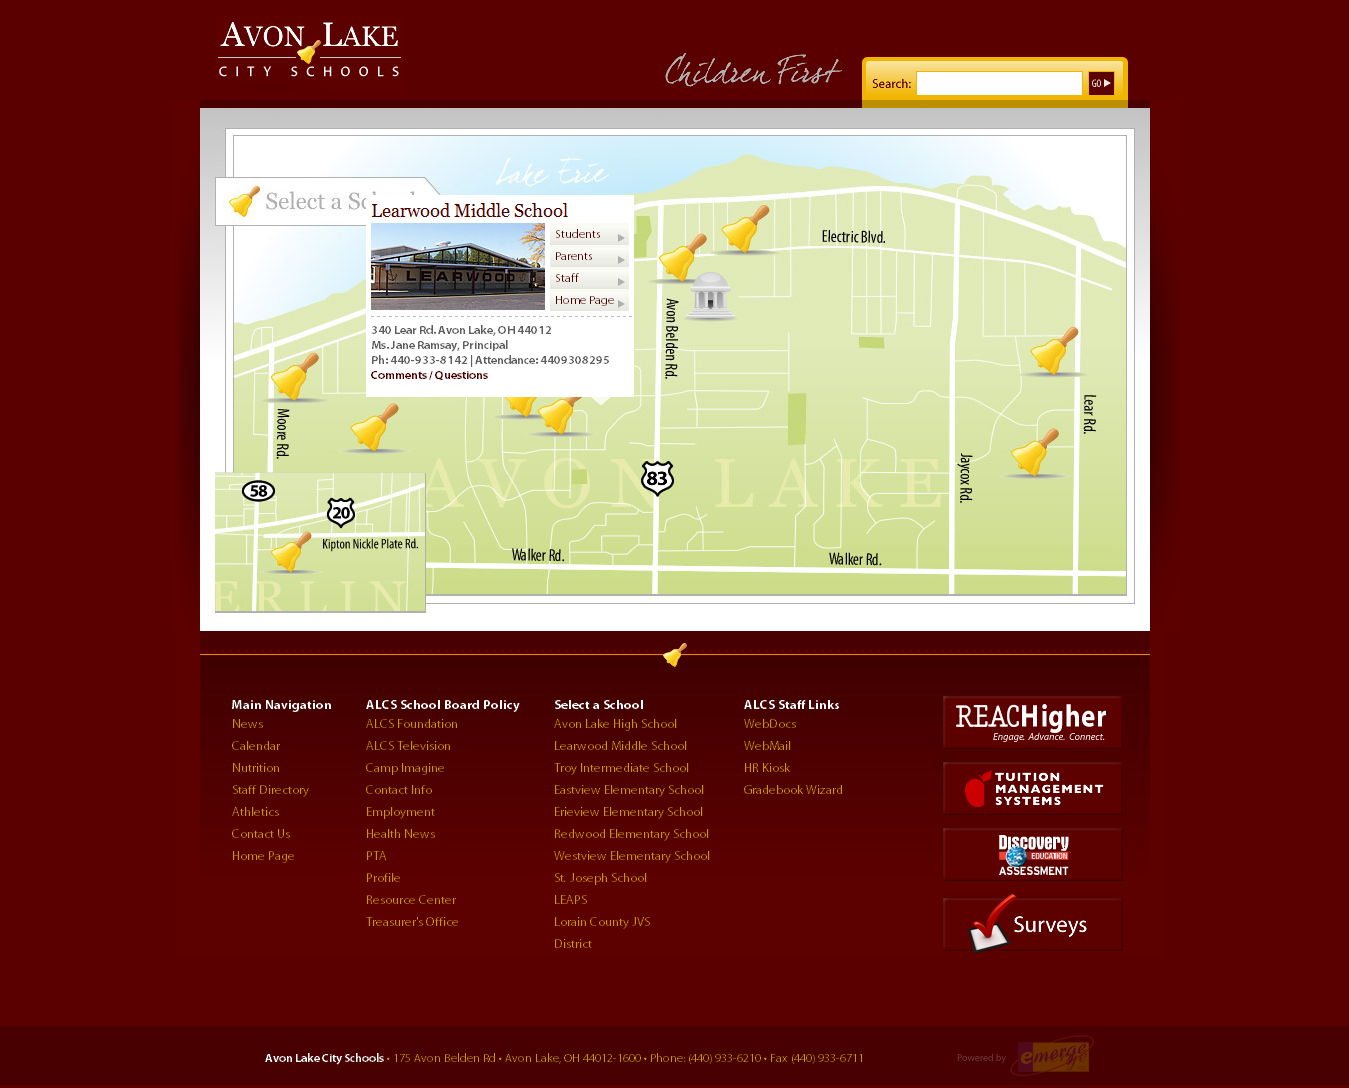 AVON LAKE
CITY SCHOOLS
Children First
Search:
GO
Lake Erie
Select a
Learwood Middle School
LEARWOOD
Students
Parents
Staff
Home Page
340 Lear Rd. Avon Lake, OH 44012
Ms. Jane Ramsay, Principal
Ph: 440-933-8142 | Attendance: 4409308295
Comments / Questions
Electric Blvd.
Avon Belden Rd.
Moore Rd.
Lear Rd.
Jaycox Rd.
AVON LAKE
83
58
20
Kipton Nickle Plate Rd.
Walker Rd.
Walker Rd.
ERLIN
Main Navigation
News
Calendar
Nutrition
Staff Directory
Athletics
Contact Us
Home Page
ALCS School Board Policy
ALCS Foundation
ALCS Television
Camp Imagine
Contact Info
Employment
Health News
PTA
Profile
Resource Center
Treasurer's Office
Select a School
Avon Lake High School
Learwood Middle School
Troy Intermediate School
Eastview Elementary School
Erieview Elementary School
Redwood Elementary School
Westview Elementary School
St. Joseph School
LEAPS
Lorain County JVS
District
ALCS Staff Links
WebDocs
WebMail
HR Kiosk
Gradebook Wizard
REACHigher
Engage. Advance. Connect.
TUITION
MANAGEMENT
SYSTEMS
Discovery
EDUCATION
ASSESSMENT
Surveys
Avon Lake City Schools • 175 Avon Belden Rd • Avon Lake, OH 44012-1600 • Phone: (440) 933-6210 • Fax (440) 933-6711
Powered by
emerge